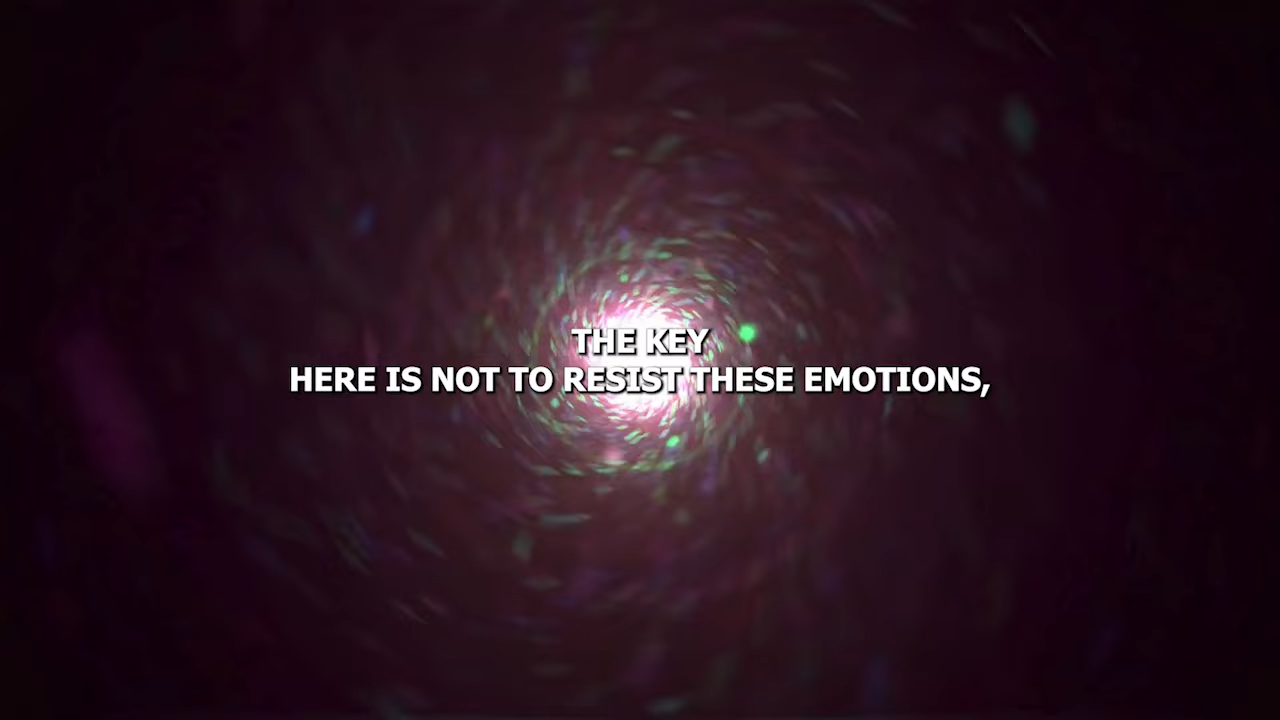 THE KEY
HERE IS NOT TO RESIST THESE EMOTIONS,